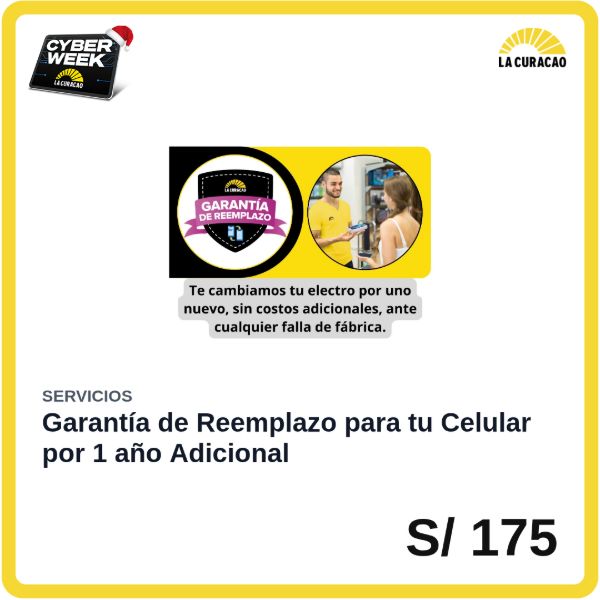 CYBER
WEEK
LA CURACAO
LA CURACAO
LA CURACAO
GARANTÍA
DE REEMPLAZO
Te cambiamos tu electro por uno
nuevo, sin costos adicionales, ante
cualquier falla de fábrica.
SERVICIOS
Garantía de Reemplazo para tu Celular
por 1 año Adicional
S/ 175